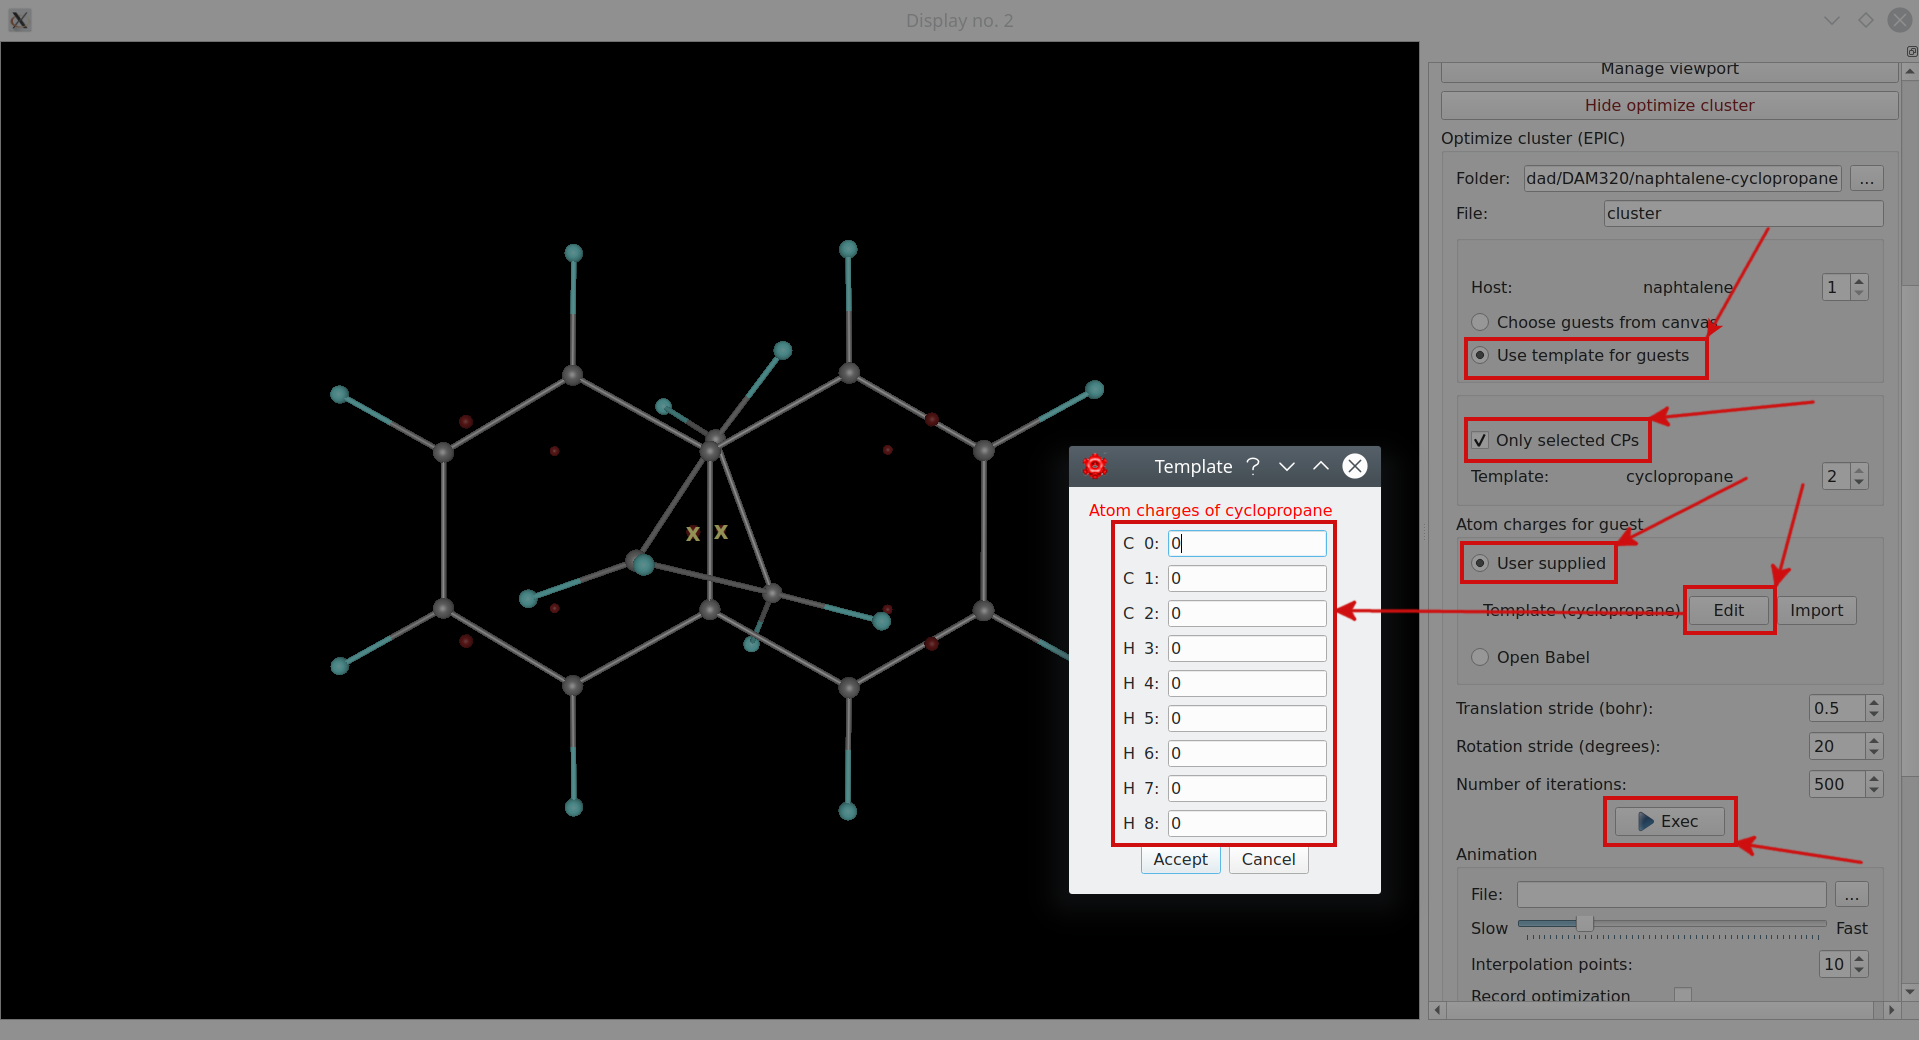 Display no. 2
Manage viewport
Hide optimize cluster
Optimize cluster (EPIC)
Folder: dad/DAM320/naphtalene-cyclopropane ...
File: cluster
Host: naphtalene 1
Choose guests from canvas
Use template for guests
Only selected CPs
Template: cyclopropane 2
Atom charges for guest
User supplied
Template (cyclopropane) Edit Import
Open Babel
Translation stride (bohr): 0.5
Rotation stride (degrees): 20
Number of iterations: 500
Exec
Animation
File: ...
Slow Fast
Interpolation points: 10
Record optimization
x x
Template ?
Atom charges of cyclopropane
C 0: 0
C 1: 0
C 2: 0
H 3: 0
H 4: 0
H 5: 0
H 6: 0
H 7: 0
H 8: 0
Accept Cancel